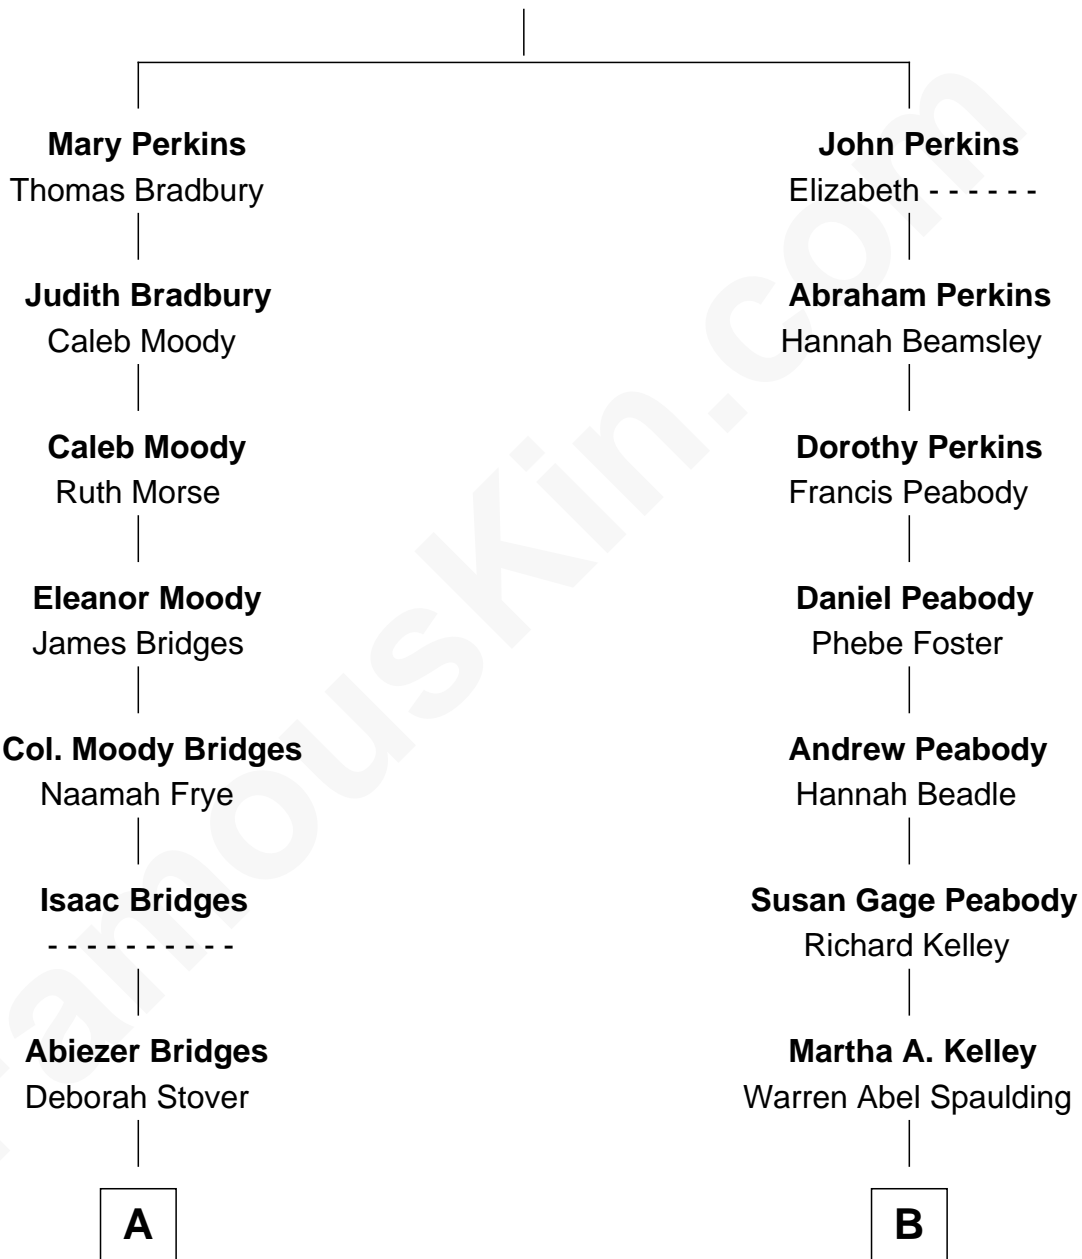 Mary Perkins
Thomas Bradbury
Judith Bradbury
Caleb Moody
Caleb Moody
Ruth Morse
Eleanor Moody
James Bridges
Col. Moody Bridges
Naamah Frye
Isaac Bridges
- - - - - - - - - -
Abiezer Bridges
Deborah Stover
A
John Perkins
Elizabeth - - - - - -
Abraham Perkins
Hannah Beamsley
Dorothy Perkins
Francis Peabody
Daniel Peabody
Phebe Foster
Andrew Peabody
Hannah Beadle
Susan Gage Peabody
Richard Kelley
Martha A. Kelley
Warren Abel Spaulding
B
FamousKin.com